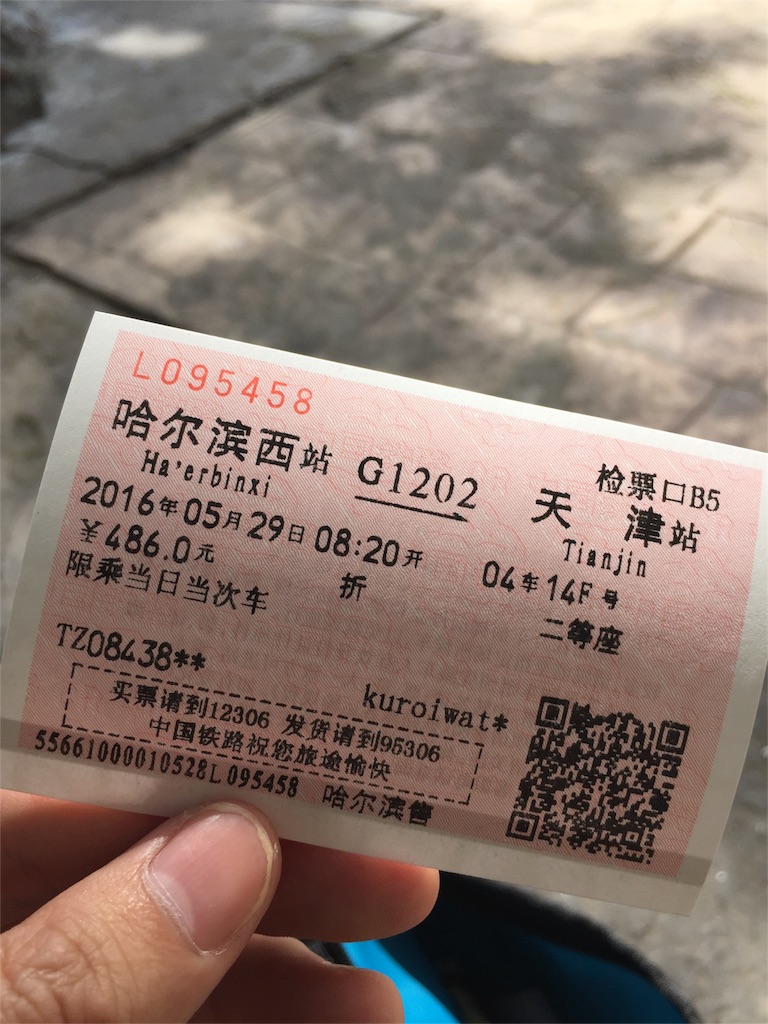 L095458
哈尔滨西站 G1202 天津站 检票口B5
Ha'erbinxi Tianjin
2016年05月29日 08:20开 04车14F号
￥486.0元 折 二等座
限乘当日当次车
TZ08438** kuroiwat*
买票请到12306 发货请到95306
中国铁路祝您旅途愉快
55661000010528L095458 哈尔滨售